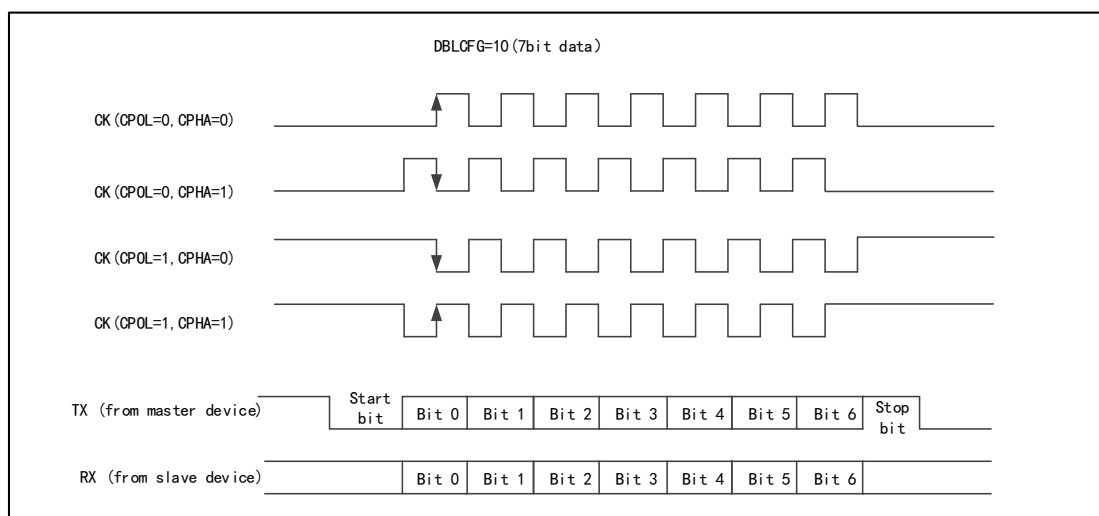 DBLCFG=10(7bit data)
CK(CPOL=0,CPHA=0)
CK(CPOL=0,CPHA=1)
CK(CPOL=1,CPHA=0)
CK(CPOL=1,CPHA=1)
TX (from master device)
Start
bit
Bit 0 Bit 1 Bit 2 Bit 3 Bit 4 Bit 5 Bit 6
Stop
bit
RX (from slave device)
Bit 0 Bit 1 Bit 2 Bit 3 Bit 4 Bit 5 Bit 6